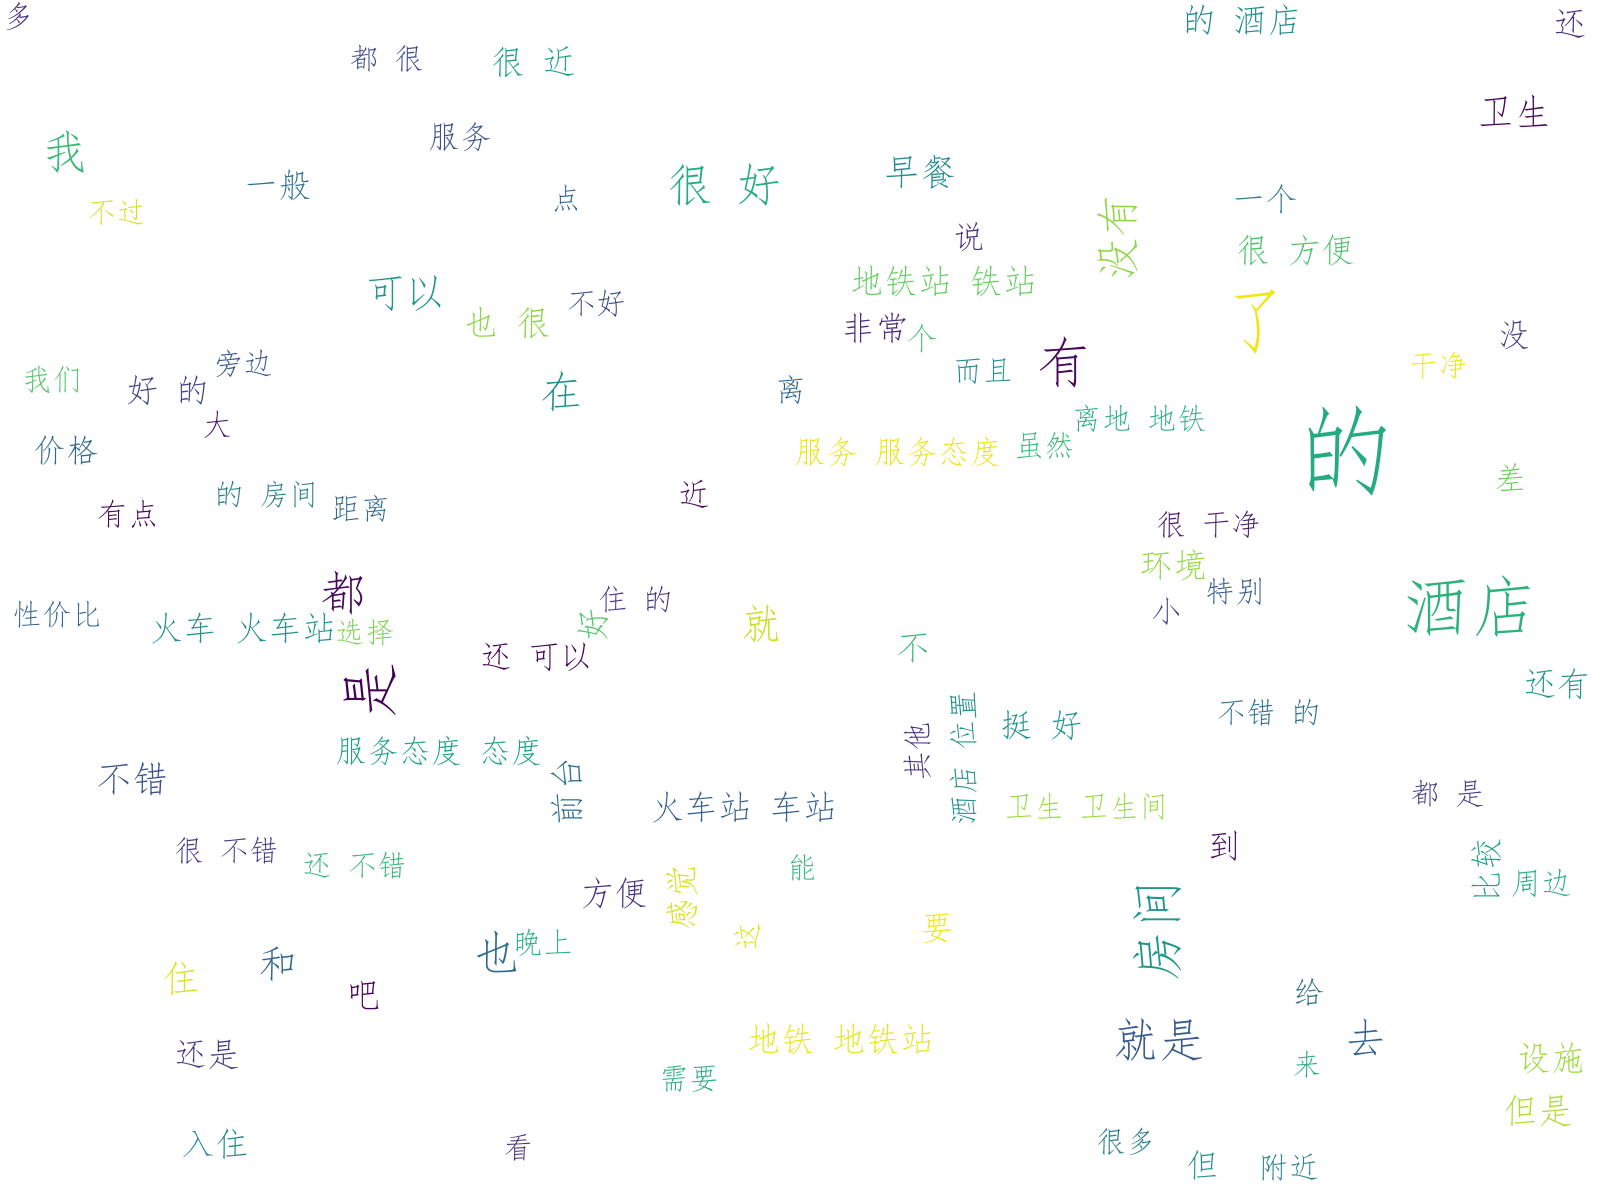 多
的 酒店
还
都 很
很 近
卫生
服务
我
一般
不过
点
很 好
早餐
没有
一个
说
很 方便
地铁站 铁站
可以
也 很
不好
非常
个
了
没
旁边
我们
好 的
在
离
而且
有
干净
大
价格
服务 服务态度
虽然
离地 地铁
的
差
有点
的 房间
距离
近
很 干净
环境
特别
小
都
住 的
性价比
火车 火车站
选择
好
就
酒店
不
还 可以
是
还有
其他
酒店 位置
挺 好
不错 的
服务态度 态度
不错
前台
火车站 车站
卫生 卫生间
都 是
很 不错
还 不错
到
比较
周边
能
方便
感觉
这
要
房间
晚上
也
住
和
吧
给
还是
地铁 地铁站
就是
去
来
设施
需要
但是
入住
看
很多
但
附近